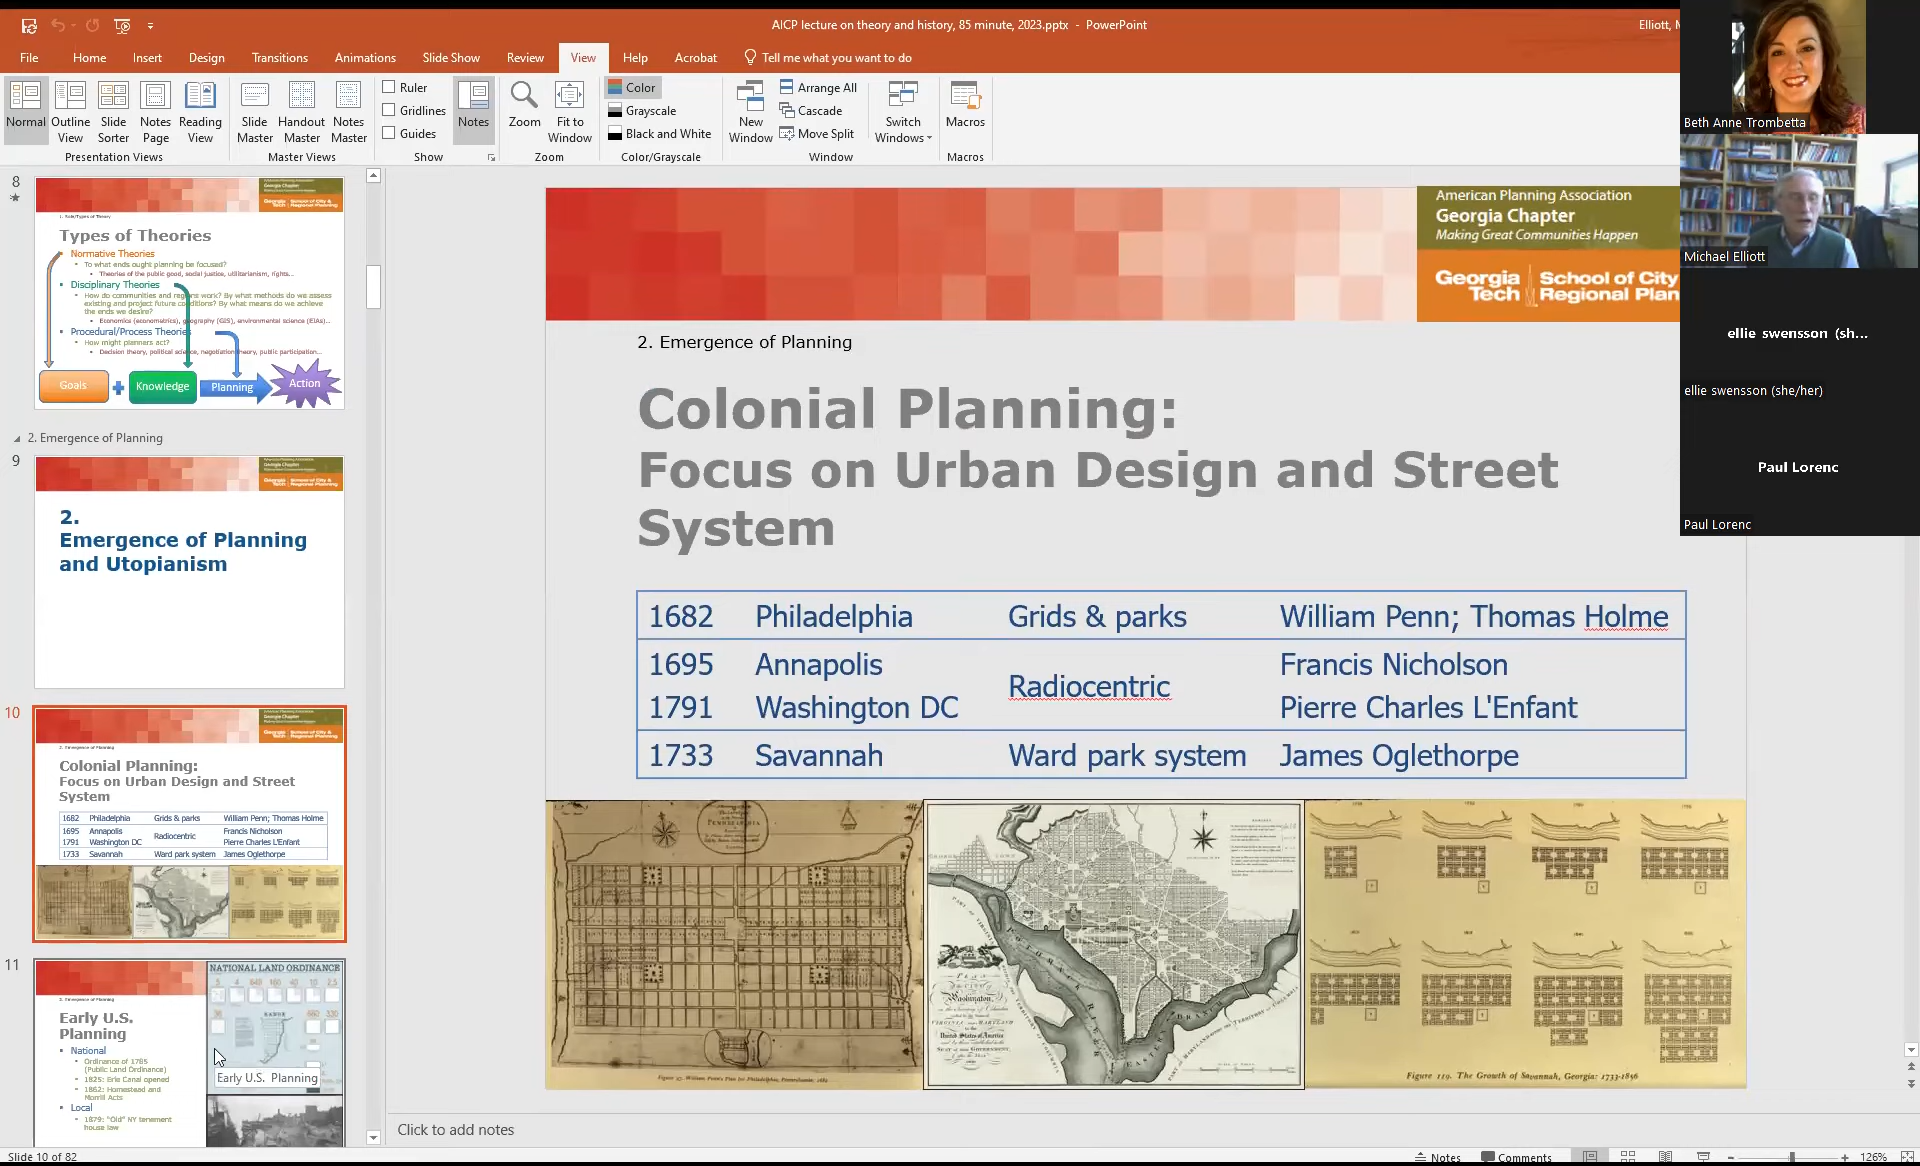 AICP lecture on theory and history, 85 minute, 2023.pptx - PowerPoint
Elliott,
File Home Insert Design Transitions Animations Slide Show Review View Help Acrobat Tell me what you want to do
Normal
Outline View
Slide Sorter
Notes Page
Reading View
Presentation Views
Slide Master
Handout Master
Notes Master
Master Views
Ruler
Gridlines
Guides
Show
Notes
Zoom
Fit to Window
Zoom
Color
Grayscale
Black and White
Color/Grayscale
New Window
Arrange All
Cascade
Move Split
Switch Windows
Window
Macros
Macros
Beth Anne Trombetta
Michael Elliott
ellie swensson (sh...
ellie swensson (she/her)
Paul Lorenc
Paul Lorenc
8
Types of Theories
Normative Theories
To what ends ought planning be focused?
Theories of the public good, social justice, utilitarianism, rights...
Disciplinary Theories
How do communities and regions work? By what methods do we assess
existing and project future conditions? By what means do we achieve
the ends we desire?
Economics (econometrics), geography (GIS), environmental science (EIAs)...
Procedural/Process Theories
How might planners act?
Decision theory, political science, negotiation theory, public participation...
Goals
Knowledge
Planning
Action
2. Emergence of Planning
9
2.
Emergence of Planning
and Utopianism
10
2. Emergence of Planning
Colonial Planning:
Focus on Urban Design and Street
System
1682 Philadelphia Grids & parks William Penn; Thomas Holme
1695 Annapolis Radiocentric Francis Nicholson
1791 Washington DC Pierre Charles L'Enfant
1733 Savannah Ward park system James Oglethorpe
11
2. Emergence of Planning
NATIONAL LAND ORDINANCE
Early U.S.
Planning
National
Ordinance of 1785
(Public Land Ordinance)
1825: Erie Canal opened
1862: Homestead and
Morrill Acts
Local
1879: "Old" NY tenement
house law
Early U.S. Planning
American Planning Association
Georgia Chapter
Making Great Communities Happen
Georgia Tech
School of City
Regional Plan
2. Emergence of Planning
Colonial Planning:
Focus on Urban Design and Street
System
1682 Philadelphia Grids & parks William Penn; Thomas Holme
1695 Annapolis Radiocentric Francis Nicholson
1791 Washington DC Pierre Charles L'Enfant
1733 Savannah Ward park system James Oglethorpe
Figure 119. The Growth of Savannah, Georgia: 1733-1856
Click to add notes
Slide 10 of 82
Notes
Comments
126%